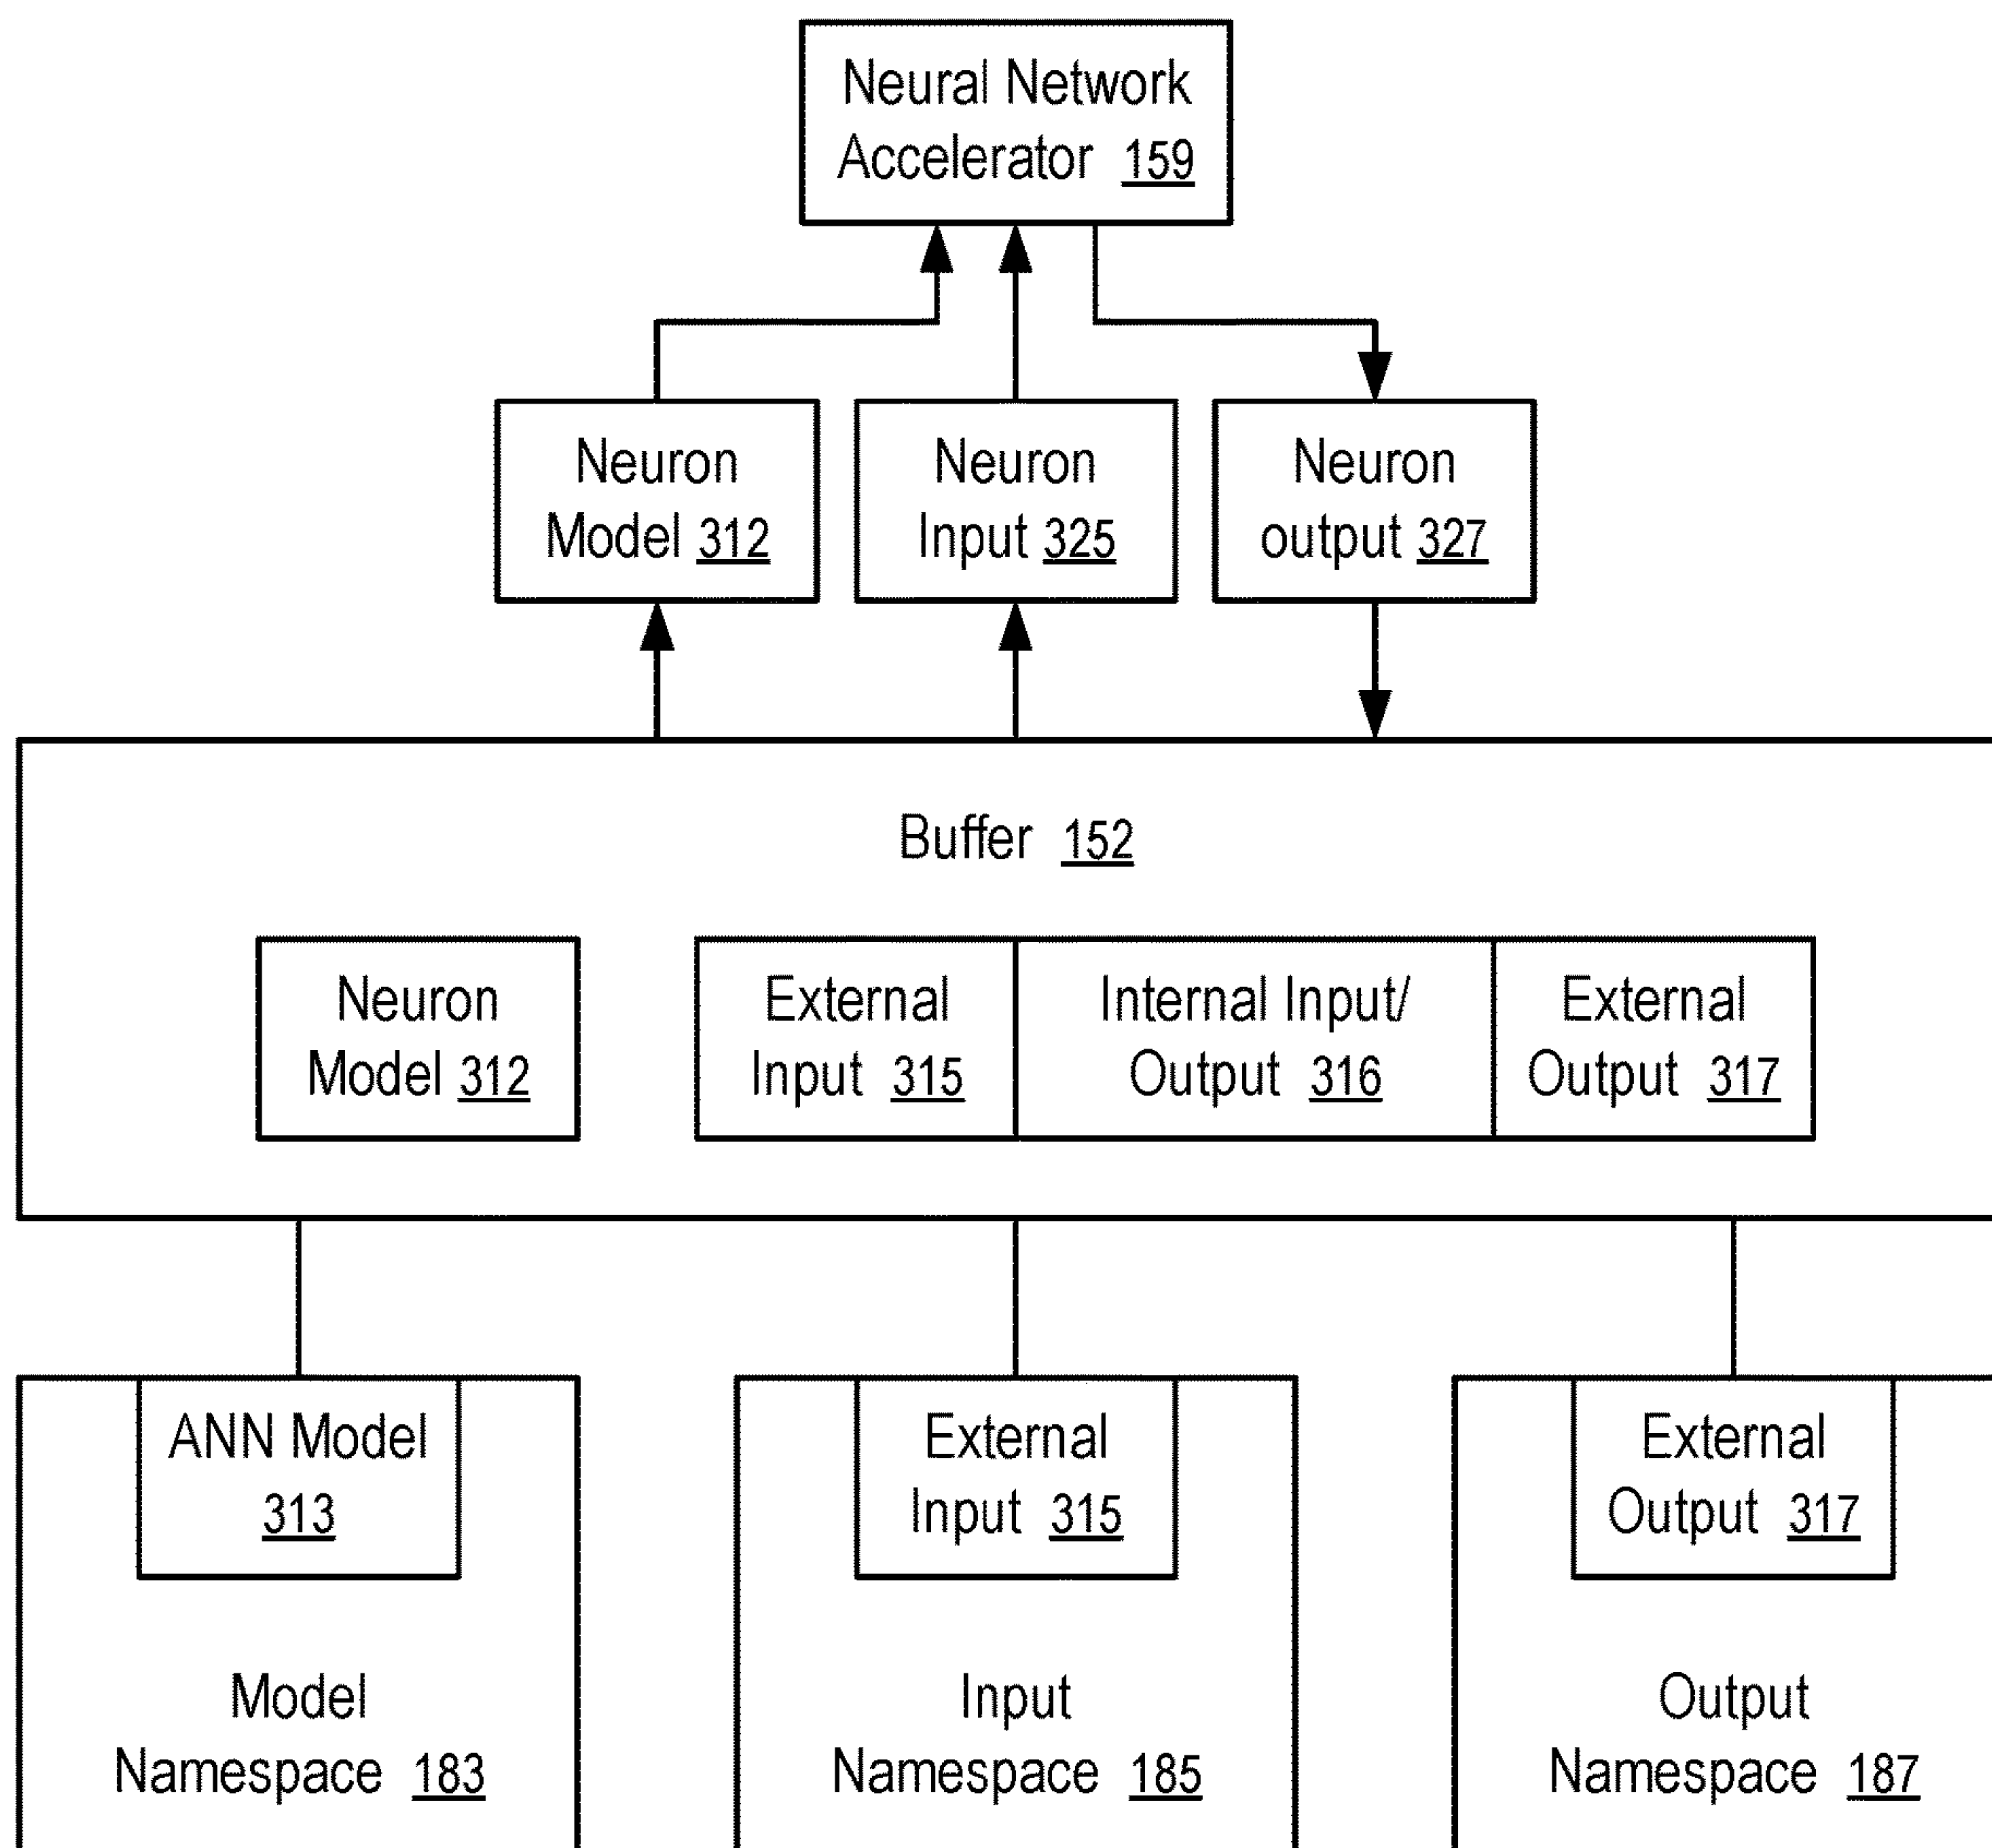 Neural Network
Accelerator 159
Neuron
Model 312
Neuron
Input 325
Neuron
output 327
Buffer 152
Neuron
Model 312
External
Input 315
Internal Input/
Output 316
External
Output 317
ANN Model
313
Model
Namespace 183
External
Input 315
Input
Namespace 185
External
Output 317
Output
Namespace 187